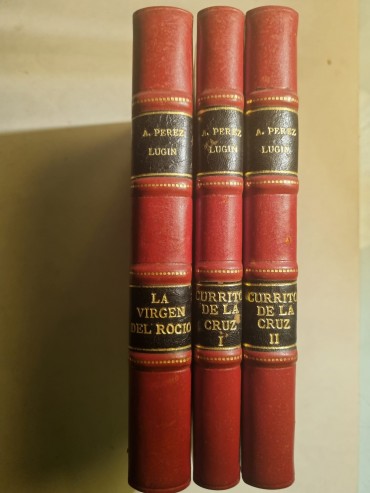 A. PEREZ
LUGIN
LA
VIRGEN
DEL ROCIO
A. PEREZ
LUGIN
CURRITO
DE LA
CRUZ
I
A. PEREZ
LUGIN
CURRITO
DE LA
CRUZ
II